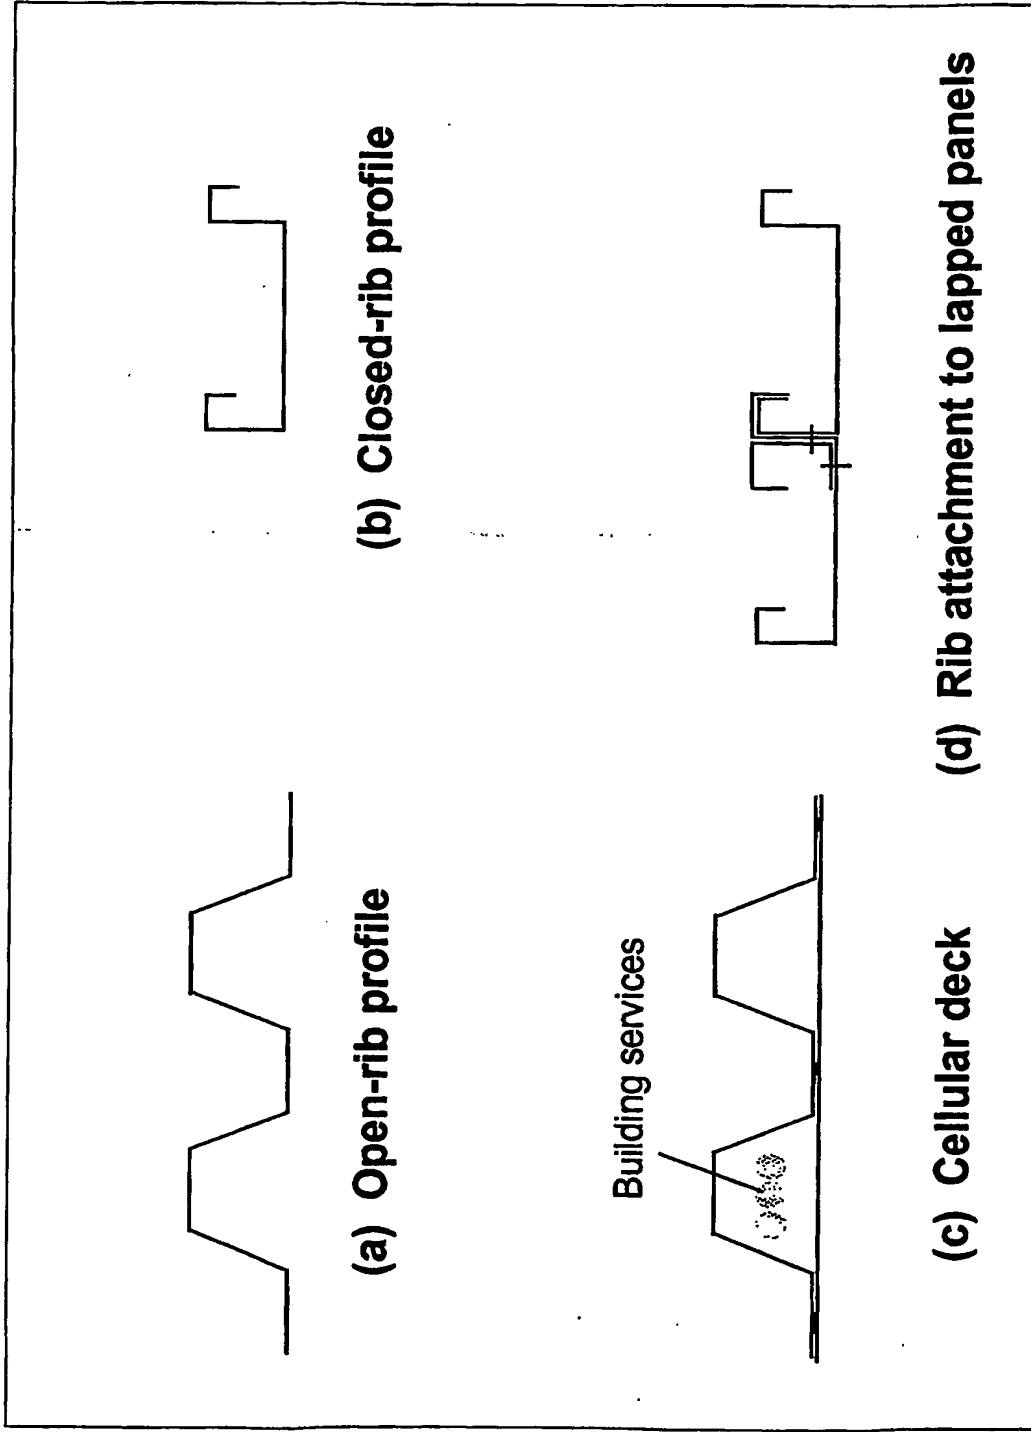 (a) Open-rib profile
(b) Closed-rib profile
Building services
(c) Cellular deck
(d) Rib attachment to lapped panels